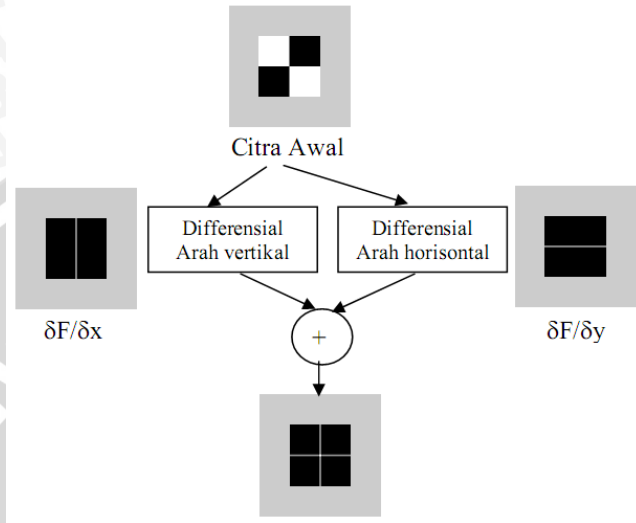 Citra Awal
Differensial
Arah vertikal
Differensial
Arah horisontal
δF/δx
δF/δy
+